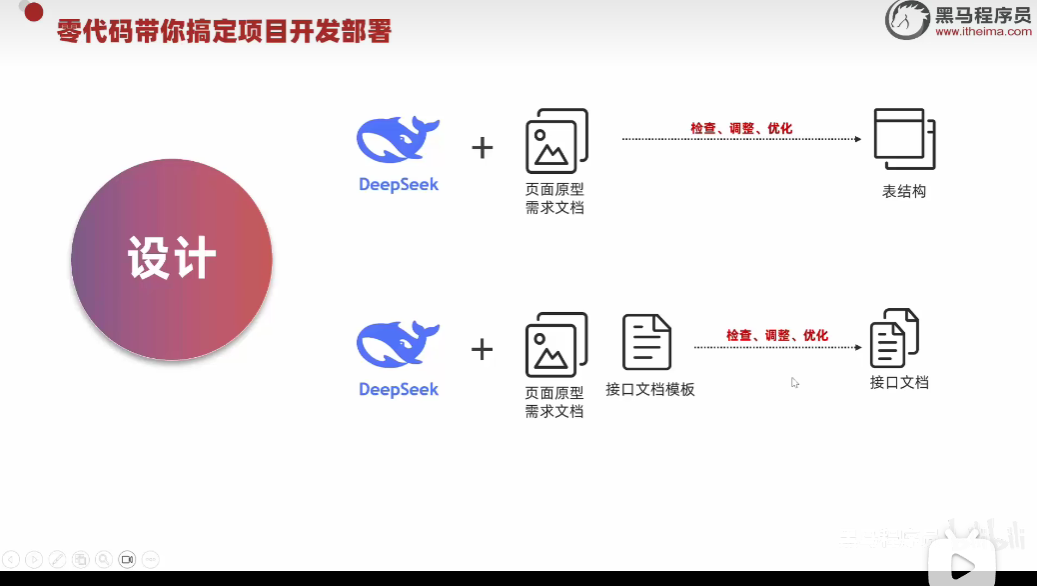 零代码带你搞定项目开发部署
黑马程序员
www.itheima.com
设计
DeepSeek
+
页面原型
需求文档
检查、调整、优化
表结构
DeepSeek
+
页面原型
需求文档
接口文档模板
检查、调整、优化
接口文档